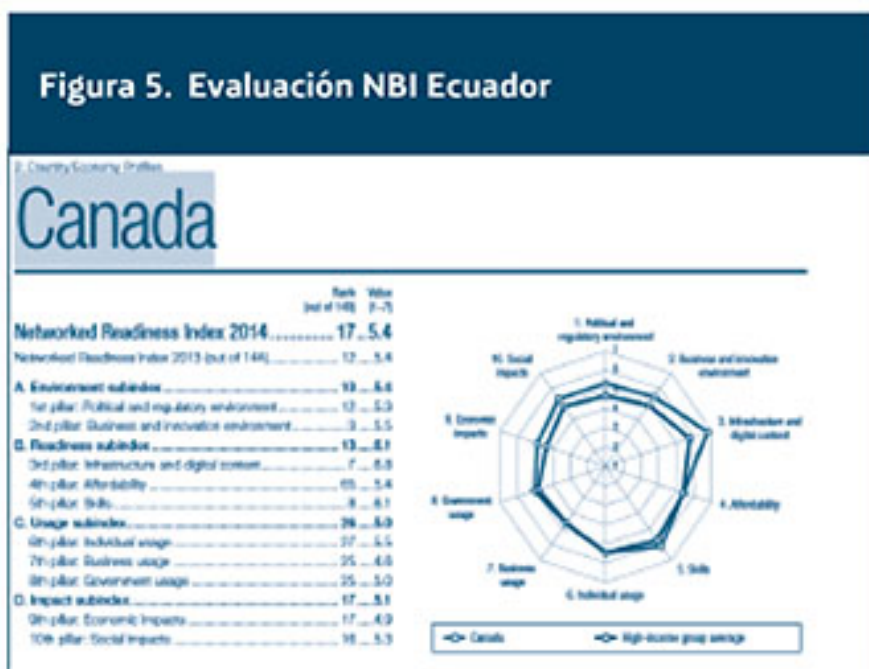 Figura 5. Evaluación NBI Ecuador
2: Country/Economy Profiles
Canada
Rank Value
(out of 148) (1–7)
Networked Readiness Index 2014.......... 17 .. 5.4
Networked Readiness Index 2013 (out of 144) 12 ... 5.4
A. Environment subindex
1st pillar: Political and regulatory environment 12 ... 5.3
2nd pillar: Business and innovation environment 3 ... 5.5
B. Readiness subindex 13 ... 6.1
3rd pillar: Infrastructure and digital content 7 ... 6.8
4th pillar: Affordability 65 ... 5.4
5th pillar: Skills 8 ... 6.1
C. Usage subindex 26 ... 5.0
6th pillar: Individual usage 27 ... 5.5
7th pillar: Business usage 25 ... 4.6
8th pillar: Government usage 25 ... 5.0
D. Impact subindex 17 ... 5.1
9th pillar: Economic impacts 17 ... 4.9
10th pillar: Social impacts 16 ... 5.3
1. Political and
regulatory environment
2. Business and innovation
environment
3. Infrastructure and
digital content
4. Affordability
5. Skills
6. Individual usage
7. Business
usage
8. Government
usage
9. Economic
impacts
10. Social
impacts
Canada
High-income group average